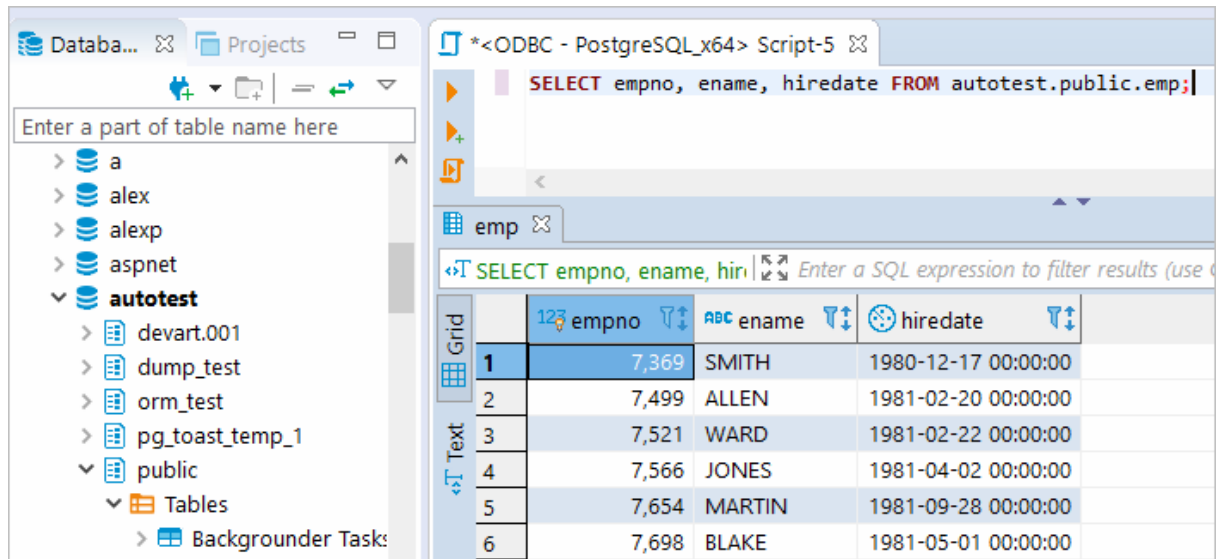 Databa... Projects
Enter a part of table name here
a
alex
alexp
aspnet
autotest
devart.001
dump_test
orm_test
pg_toast_temp_1
public
Tables
Backgrounder Tasks
*<ODBC - PostgreSQL_x64> Script-5
SELECT empno, ename, hiredate FROM autotest.public.emp;
emp
SELECT empno, ename, hir Enter a SQL expression to filter results (use
Grid
Text
123 empno ABC ename hiredate
1 7,369 SMITH 1980-12-17 00:00:00
2 7,499 ALLEN 1981-02-20 00:00:00
3 7,521 WARD 1981-02-22 00:00:00
4 7,566 JONES 1981-04-02 00:00:00
5 7,654 MARTIN 1981-09-28 00:00:00
6 7,698 BLAKE 1981-05-01 00:00:00